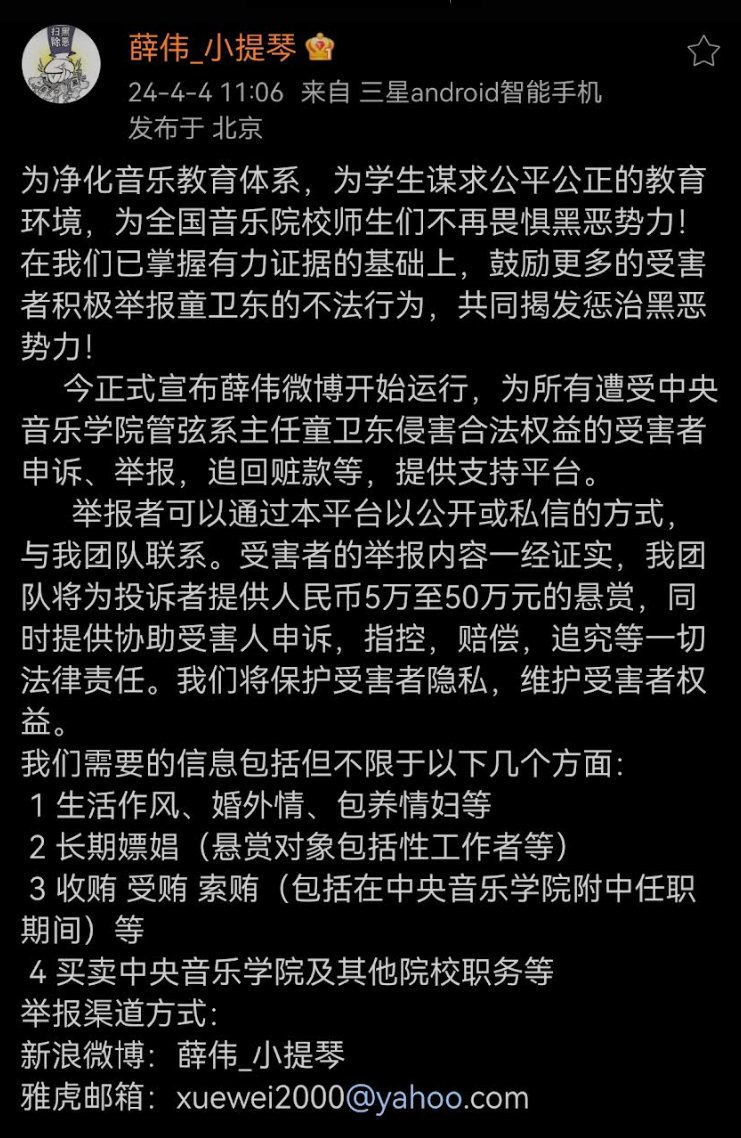 扫黑
除恶
薛伟_小提琴
24-4-4 11:06 来自 三星android智能手机
发布于 北京
为净化音乐教育体系，为学生谋求公平公正的教育
环境，为全国音乐院校师生们不再畏惧黑恶势力！
在我们已掌握有力证据的基础上，鼓励更多的受害
者积极举报童卫东的不法行为，共同揭发惩治黑恶
势力！
今正式宣布薛伟微博开始运行，为所有遭受中央
音乐学院管弦系主任童卫东侵害合法权益的受害者
申诉、举报，追回赃款等，提供支持平台。
举报者可以通过本平台以公开或私信的方式，
与我团队联系。受害者的举报内容一经证实，我团
队将为投诉者提供人民币5万至50万元的悬赏，同
时提供协助受害人申诉，指控，赔偿，追究等一切
法律责任。我们将保护受害者隐私，维护受害者权
益。
我们需要的信息包括但不限于以下几个方面：
1 生活作风、婚外情、包养情妇等
2 长期嫖娼（悬赏对象包括性工作者等）
3 收贿 受贿 索贿（包括在中央音乐学院附中任职
期间）等
4 买卖中央音乐学院及其他院校职务等
举报渠道方式：
新浪微博：薛伟_小提琴
雅虎邮箱：xuewei2000@yahoo.com